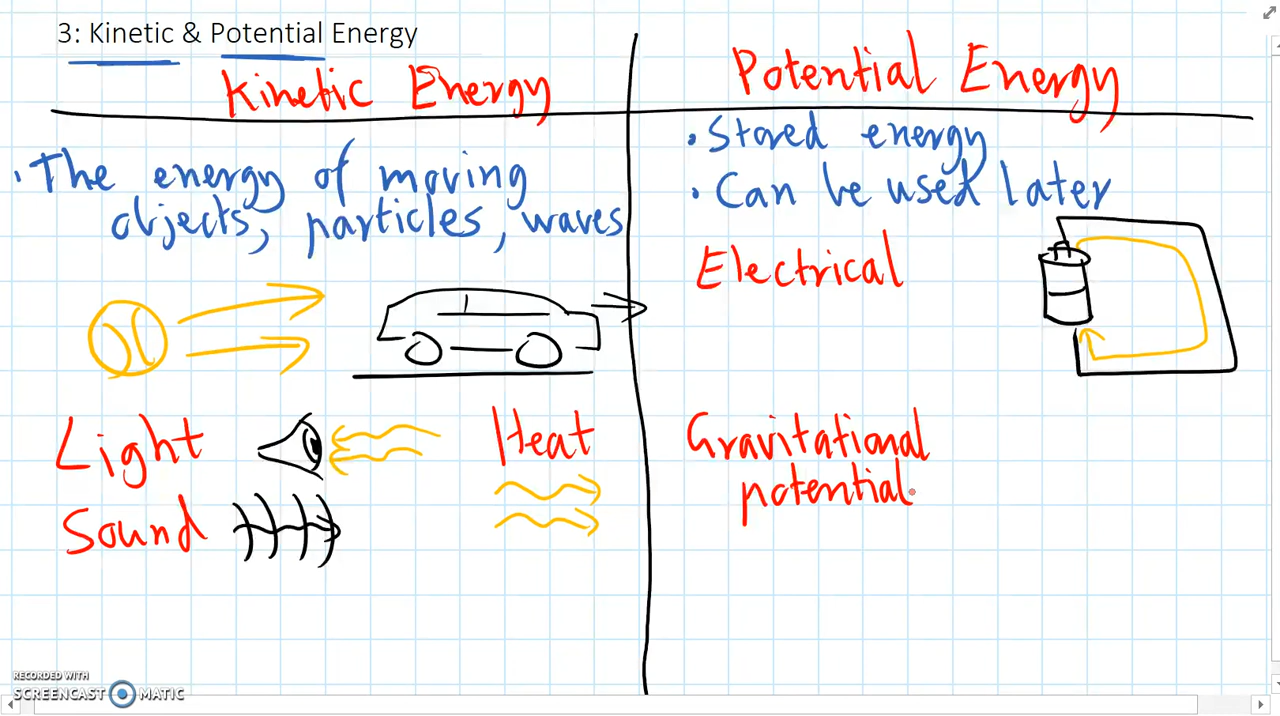 3: Kinetic & Potential Energy
Kinetic Energy
• The energy of moving
objects, particles, waves
Light
Heat
Sound
Potential Energy
• Stored energy
• Can be used later
Electrical
Gravitational
potential
RECORDED WITH
SCREENCAST MATIC